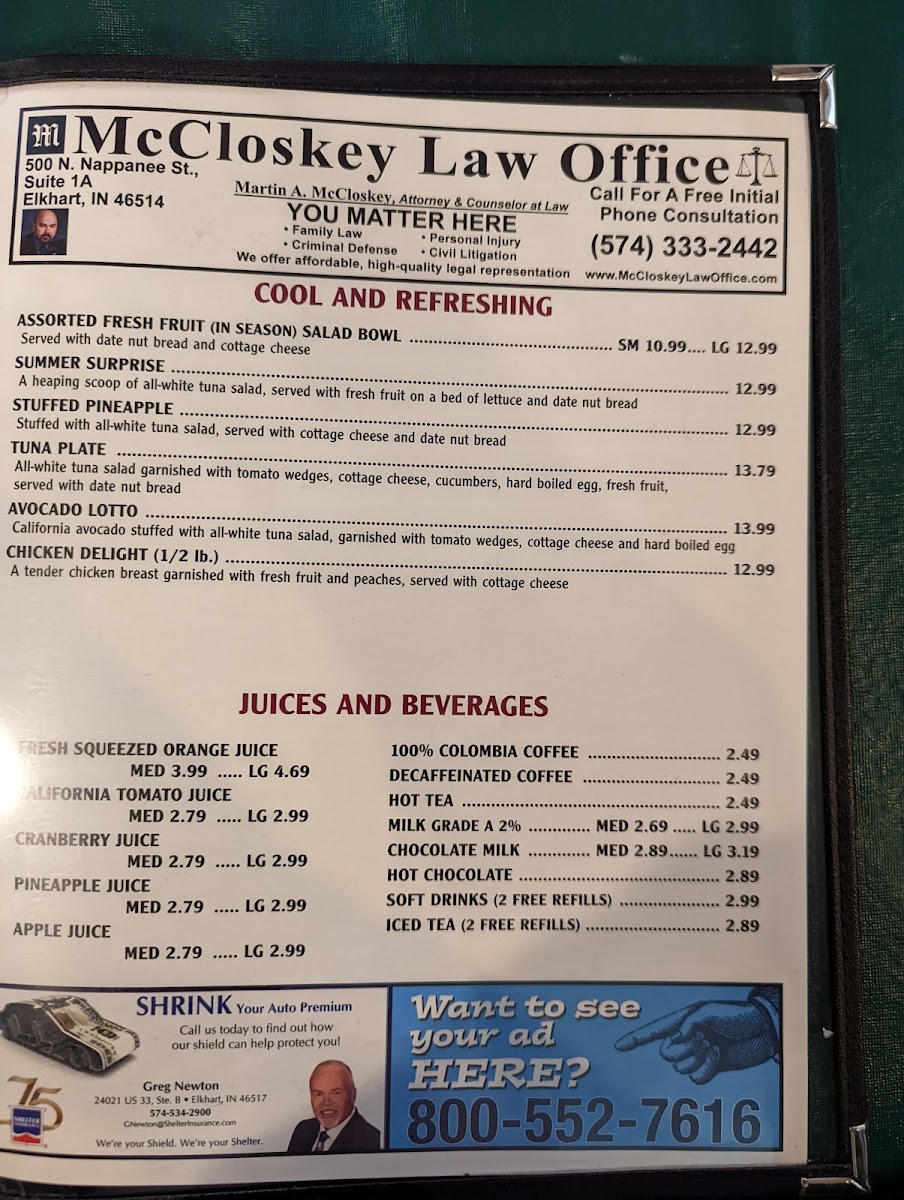 M McCloskey Law Office
500 N. Nappanee St.,
Suite 1A
Elkhart, IN 46514
Martin A. McCloskey, Attorney & Counselor at Law
YOU MATTER HERE
• Family Law
• Personal Injury
• Criminal Defense
• Civil Litigation
We offer affordable, high-quality legal representation
Call For A Free Initial
Phone Consultation
(574) 333-2442
www.McCloskeyLawOffice.com
COOL AND REFRESHING
ASSORTED FRESH FRUIT (IN SEASON) SALAD BOWL ..... SM 10.99.... LG 12.99
Served with date nut bread and cottage cheese
SUMMER SURPRISE ..... 12.99
A heaping scoop of all-white tuna salad, served with fresh fruit on a bed of lettuce and date nut bread
STUFFED PINEAPPLE ..... 12.99
Stuffed with all-white tuna salad, served with cottage cheese and date nut bread
TUNA PLATE ..... 13.79
All-white tuna salad garnished with tomato wedges, cottage cheese, cucumbers, hard boiled egg, fresh fruit,
served with date nut bread
AVOCADO LOTTO ..... 13.99
California avocado stuffed with all-white tuna salad, garnished with tomato wedges, cottage cheese and hard boiled egg
CHICKEN DELIGHT (1/2 lb.) ..... 12.99
A tender chicken breast garnished with fresh fruit and peaches, served with cottage cheese
JUICES AND BEVERAGES
FRESH SQUEEZED ORANGE JUICE
MED 3.99 ..... LG 4.69
CALIFORNIA TOMATO JUICE
MED 2.79 ..... LG 2.99
CRANBERRY JUICE
MED 2.79 ..... LG 2.99
PINEAPPLE JUICE
MED 2.79 ..... LG 2.99
APPLE JUICE
MED 2.79 ..... LG 2.99
100% COLOMBIA COFFEE ..... 2.49
DECAFFEINATED COFFEE ..... 2.49
HOT TEA ..... 2.49
MILK GRADE A 2% ............ MED 2.69 ..... LG 2.99
CHOCOLATE MILK ............ MED 2.89...... LG 3.19
HOT CHOCOLATE ..... 2.89
SOFT DRINKS (2 FREE REFILLS) ..... 2.99
ICED TEA (2 FREE REFILLS) ..... 2.89
SHRINK Your Auto Premium
Call us today to find out how
our shield can help protect you!
Greg Newton
24021 US 33, Ste. B • Elkhart, IN 46517
574-534-2900
GNewton@ShelterInsurance.com
We're your Shield. We're your Shelter.
75
SHELTER
INSURANCE
Want to see
your ad
HERE?
800-552-7616